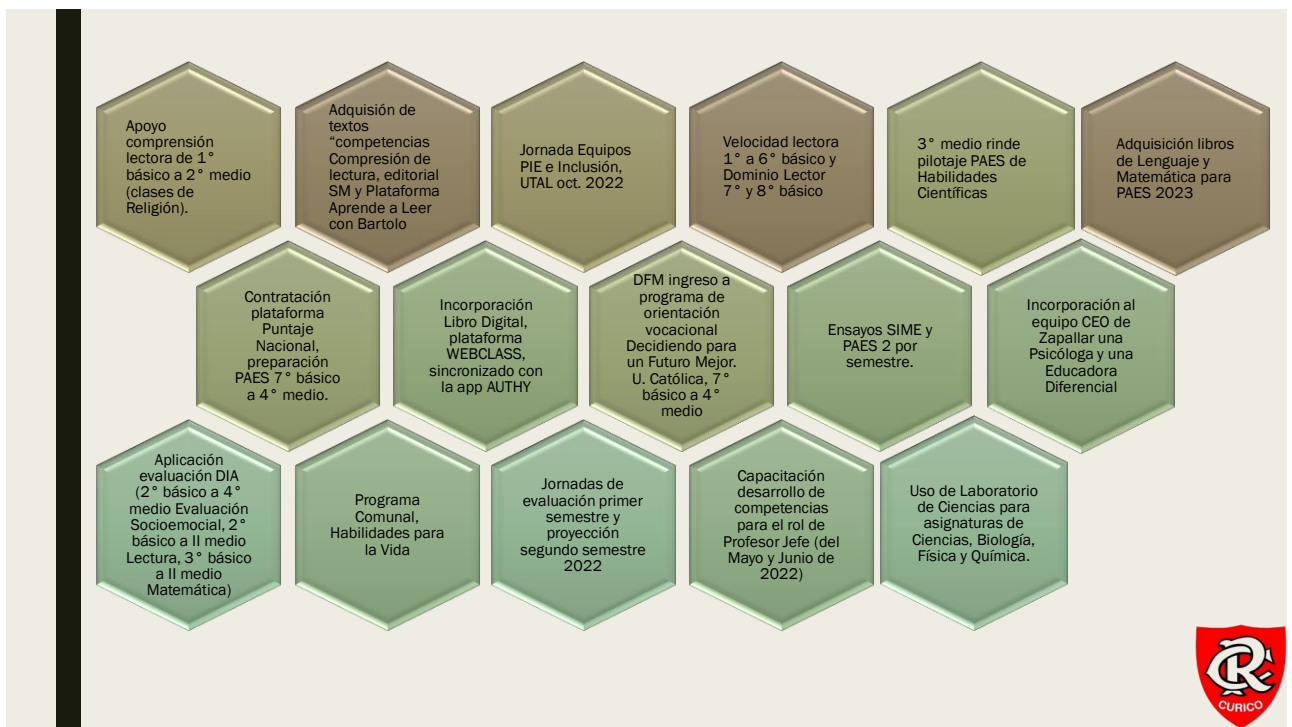 Apoyo
comprensión
lectora de 1°
básico a 2° medio
(clases de
Religión).
Adquisión de
textos
“competencias
Compresión de
lectura, editorial
SM y Plataforma
Aprende a Leer
con Bartolo
Jornada Equipos
PIE e Inclusión,
UTAL oct. 2022
Velocidad lectora
1° a 6° básico y
Dominio Lector
7° y 8° básico
3° medio rinde
pilotaje PAES de
Habilidades
Científicas
Adquisición libros
de Lenguaje y
Matemática para
PAES 2023
Contratación
plataforma
Puntaje
Nacional,
preparación
PAES 7° básico
a 4° medio.
Incorporación
Libro Digital,
plataforma
WEBCLASS,
sincronizado con
la app AUTHY
DFM ingreso a
programa de
orientación
vocacional
Decidiendo para
un Futuro Mejor.
U. Católica, 7°
básico a 4°
medio
Ensayos SIME y
PAES 2 por
semestre.
Incorporación al
equipo CEO de
Zapallar una
Psicóloga y una
Educadora
Diferencial
Aplicación
evaluación DIA
(2° básico a 4°
medio Evaluación
Socioemocial, 2°
básico a II medio
Lectura, 3° básico
a II medio
Matemática)
Programa
Comunal,
Habilidades para
la Vida
Jornadas de
evaluación primer
semestre y
proyección
segundo semestre
2022
Capacitación
desarrollo de
competencias
para el rol de
Profesor Jefe (del
Mayo y Junio de
2022)
Uso de Laboratorio
de Ciencias para
asignaturas de
Ciencias, Biología,
Física y Química.
CR
CURICO